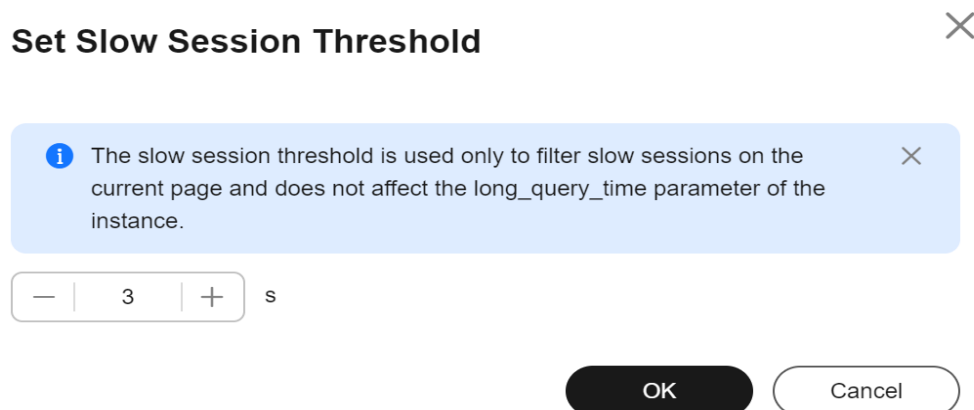 Set Slow Session Threshold
The slow session threshold is used only to filter slow sessions on the
current page and does not affect the long_query_time parameter of the
instance.
3 s
OK Cancel